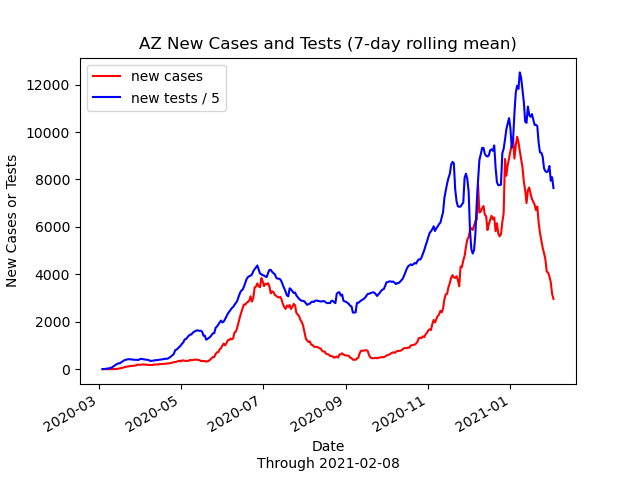 AZ New Cases and Tests (7-day rolling mean)
new cases
new tests / 5
New Cases or Tests
12000
10000
8000
6000
4000
2000
0
2020-03
2020-05
2020-07
2020-09
2020-11
2021-01
Date
Through 2021-02-08